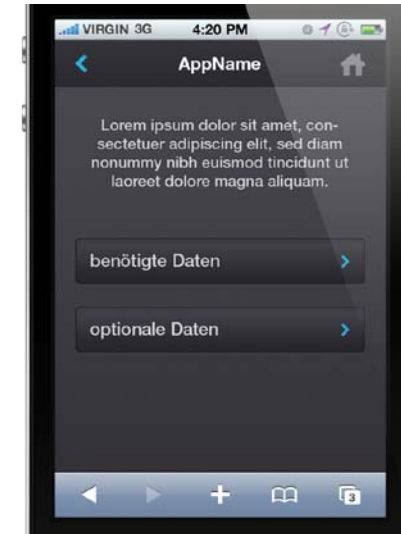 VIRGIN 3G 4:20 PM
AppName
Lorem ipsum dolor sit amet, con-
sectetuer adipiscing elit, sed diam
nonummy nibh euismod tincidunt ut
laoreet dolore magna aliquam.
benötigte Daten
optionale Daten
3